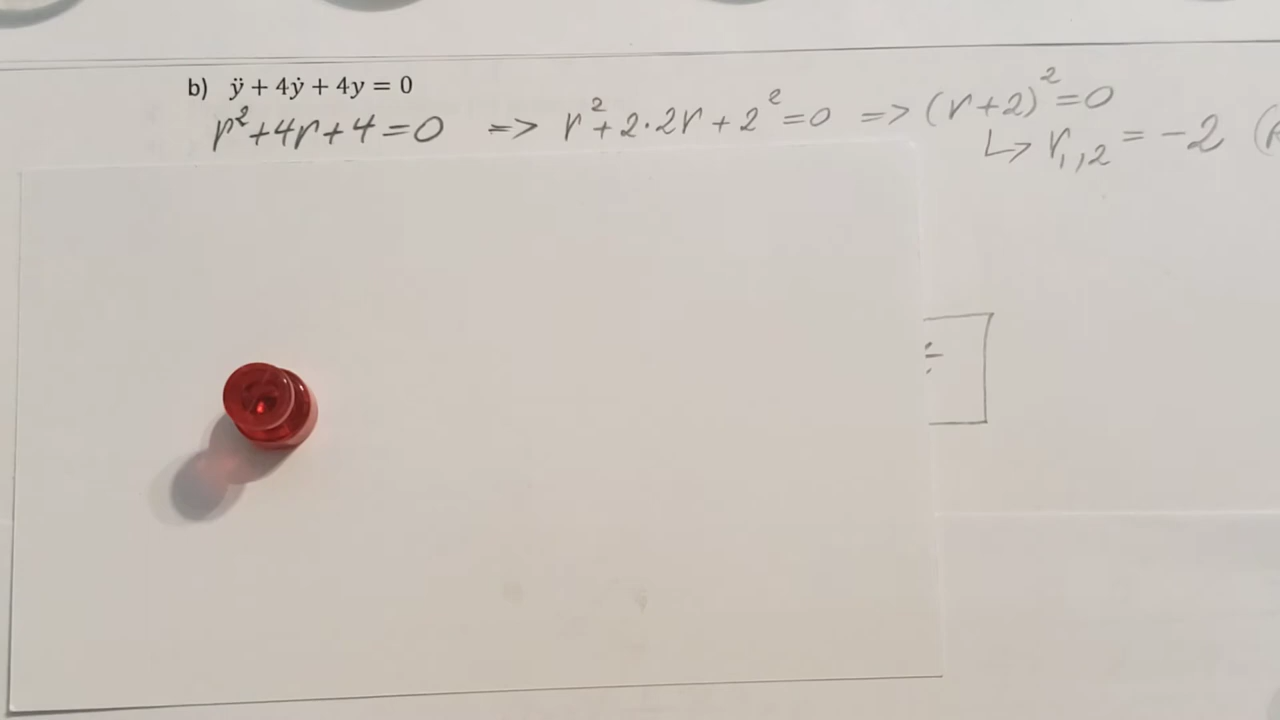 b) ÿ + 4ẏ + 4y = 0
r²+4r+4=0 => r²+2·2r+2²=0 => (r+2)²=0
↳ r₁,₂ = -2 (
÷